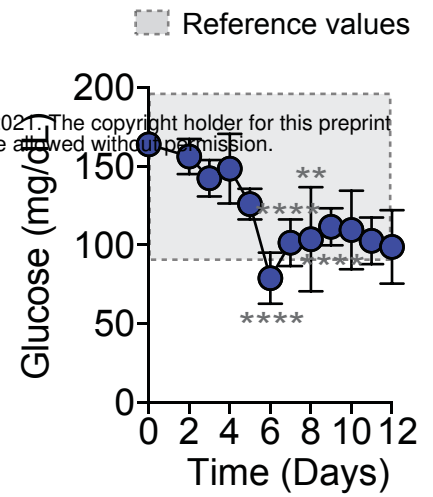 Reference values
200
021. The copyright holder for this preprint
e allowed without permission.
150
**
****
100
****
50
****
0
0 2 4 6 8 10 12
Glucose (mg/dL)
Time (Days)